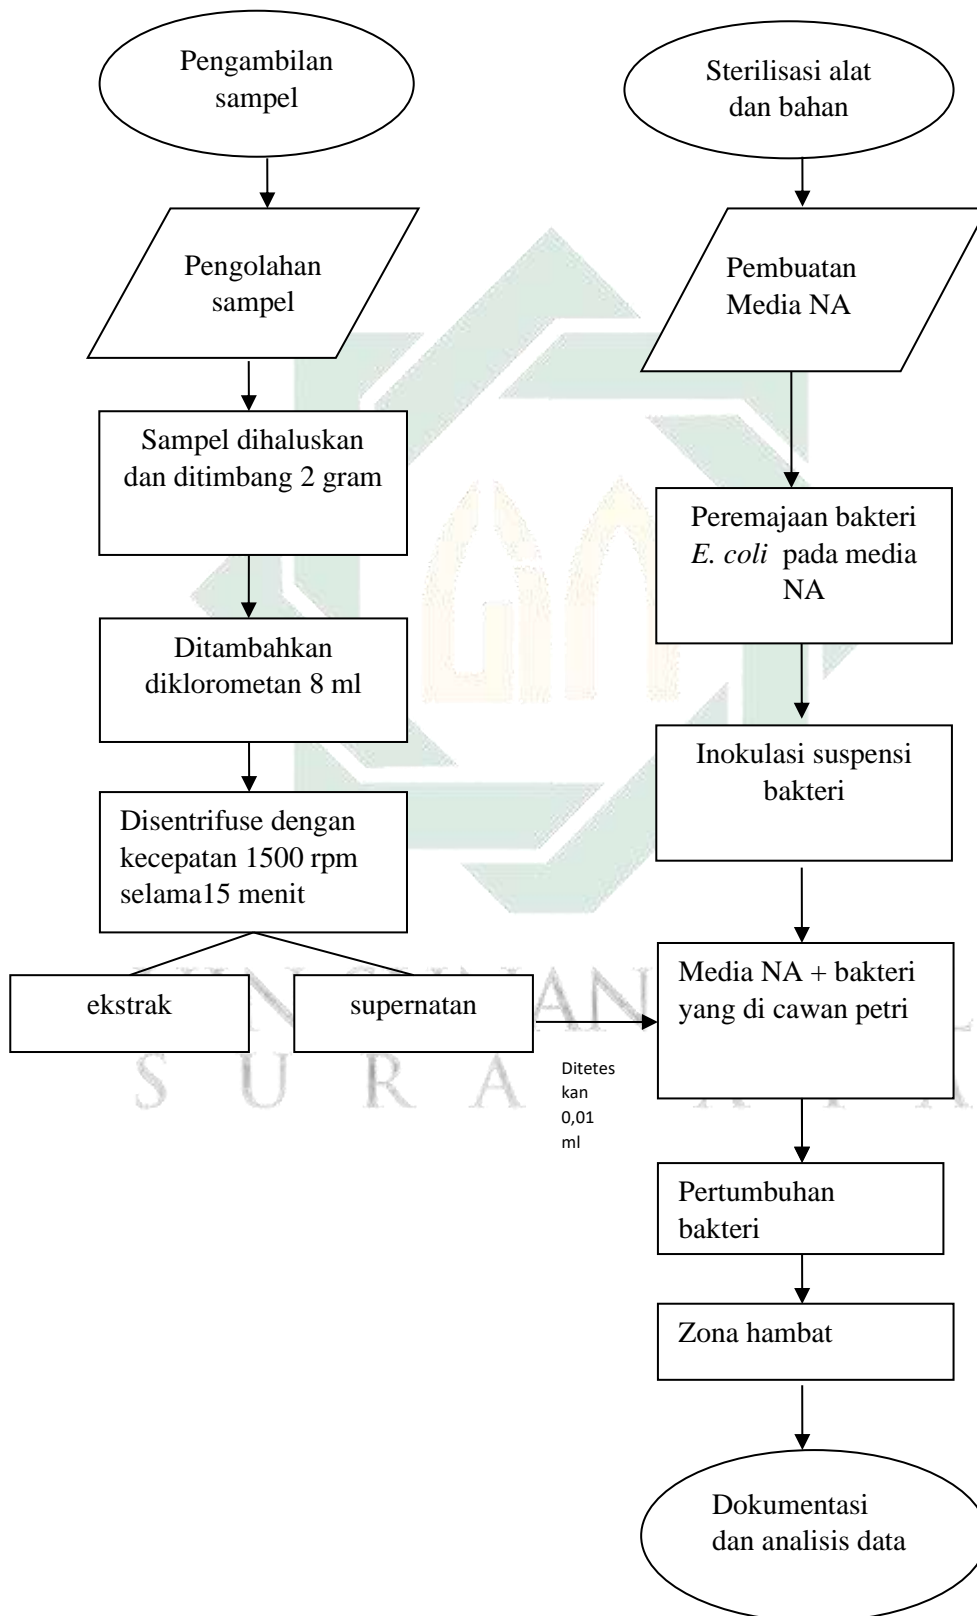 Pengambilan
sampel
Pengolahan
sampel
Sampel dihaluskan
dan ditimbang 2 gram
Ditambahkan
diklorometan 8 ml
Disentrifuse dengan
kecepatan 1500 rpm
selama15 menit
ekstrak
supernatan
Ditetes
kan
0,01
ml
Sterilisasi alat
dan bahan
Pembuatan
Media NA
Peremajaan bakteri
E. coli pada media
NA
Inokulasi suspensi
bakteri
Media NA + bakteri
yang di cawan petri
Pertumbuhan
bakteri
Zona hambat
Dokumentasi
dan analisis data